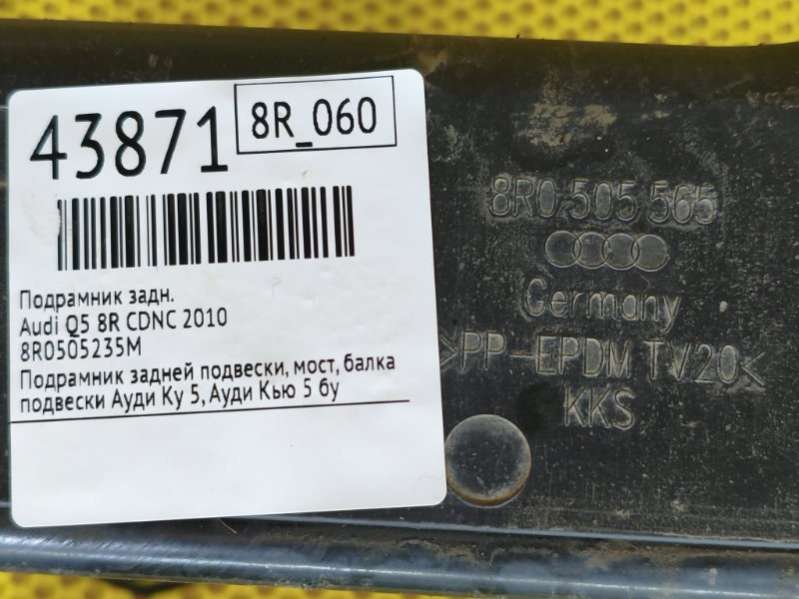 43871
8R_060
Подрамник задн.
Audi Q5 8R CDNC 2010
8R0505235M
Подрамник задней подвески, мост, балка
подвески Ауди Ку 5, Ауди Кью 5 бу
8R0 505 565
Germany
>PP-EPDM TV20<
KKS